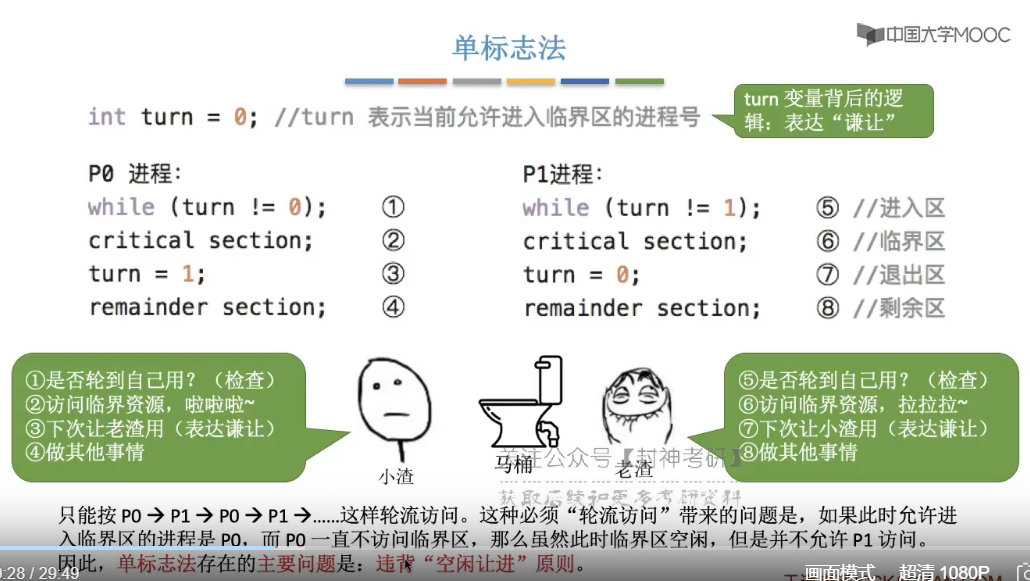 中国大学MOOC
单标志法
int turn = 0; //turn 表示当前允许进入临界区的进程号
turn 变量背后的逻
辑：表达“谦让”
P0 进程:
while (turn != 0); ①
critical section; ②
turn = 1; ③
remainder section; ④
P1进程:
while (turn != 1); ⑤ //进入区
critical section; ⑥ //临界区
turn = 0; ⑦ //退出区
remainder section; ⑧ //剩余区
①是否轮到自己用？（检查）
②访问临界资源，啦啦啦~
③下次让老渣用（表达谦让）
④做其他事情
小渣
马桶
老渣
⑤是否轮到自己用？（检查）
⑥访问临界资源，拉拉拉~
⑦下次让小渣用（表达谦让）
⑧做其他事情
关注公众号【封神考研】
获取后续和更多考研资料
只能按 P0 → P1 → P0 → P1 →……这样轮流访问。这种必须“轮流访问”带来的问题是，如果此时允许进
入临界区的进程是 P0，而 P0 一直不访问临界区，那么虽然此时临界区空闲，但是并不允许 P1 访问。
因此，单标志法存在的主要问题是：违背“空闲让进”原则。
9:28 / 29:49
画面模式
超清 1080P